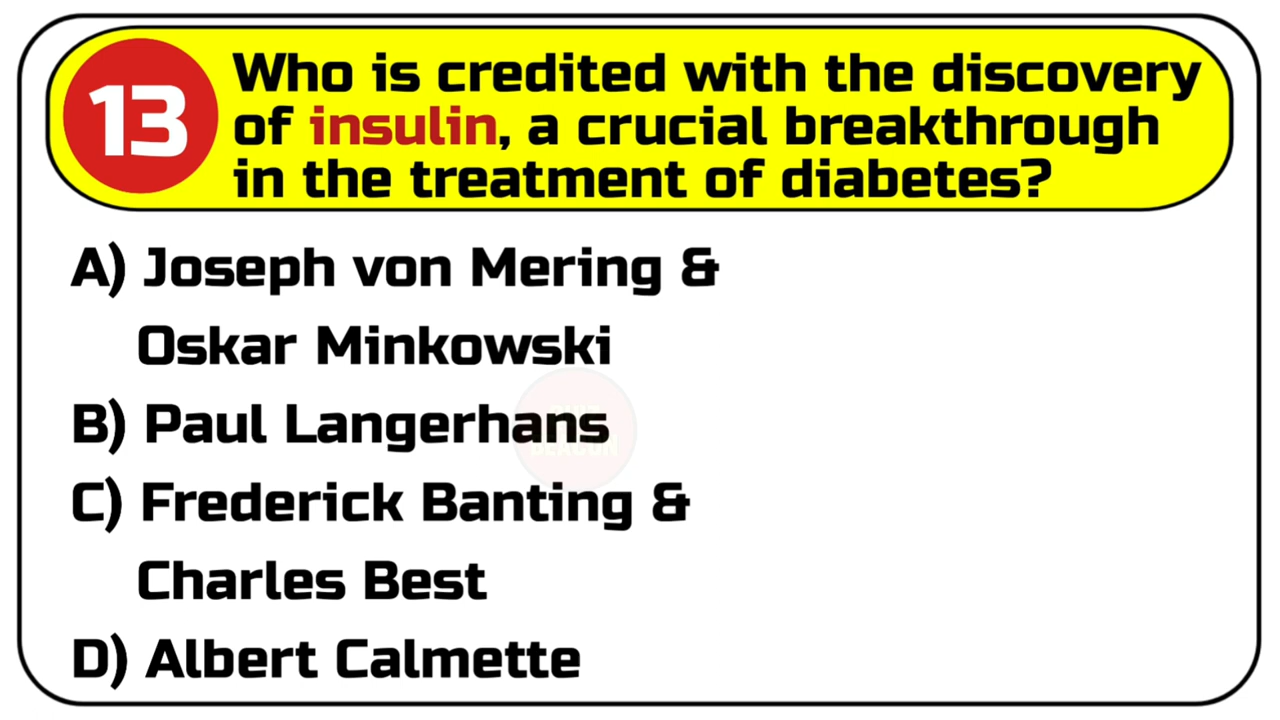 13
Who is credited with the discovery
of insulin, a crucial breakthrough
in the treatment of diabetes?
A) Joseph von Mering &
Oskar Minkowski
B) Paul Langerhans
C) Frederick Banting &
Charles Best
D) Albert Calmette